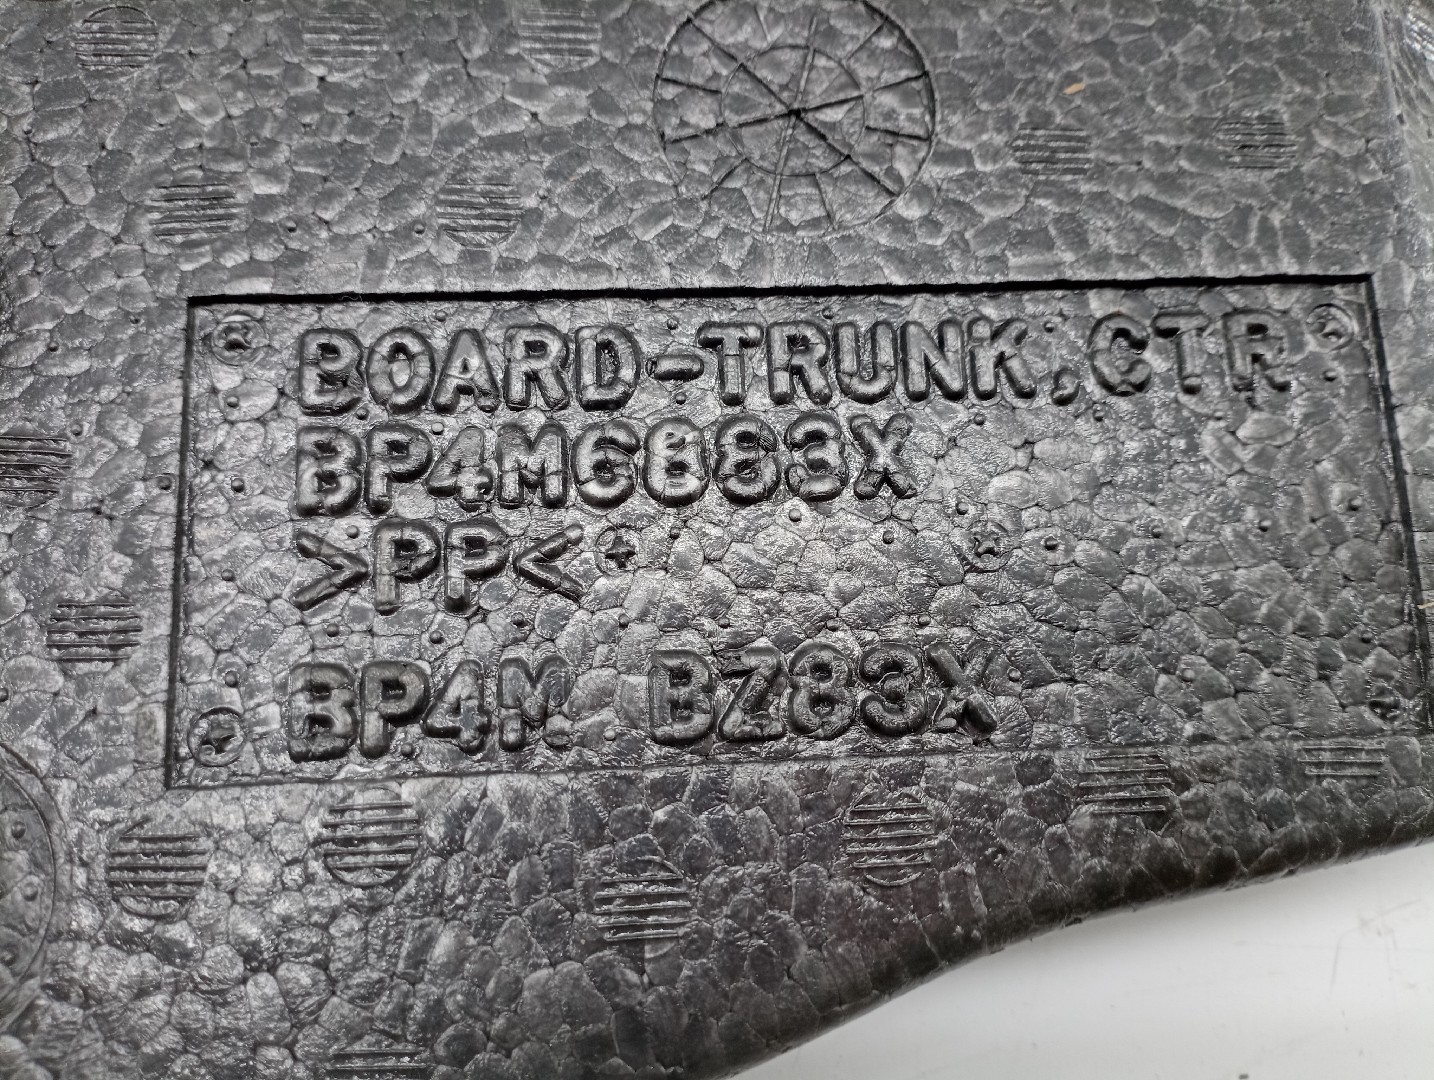 BOARD-TRUNK,CTR
BP4M6883X
>PP<
BP4M BZ83X